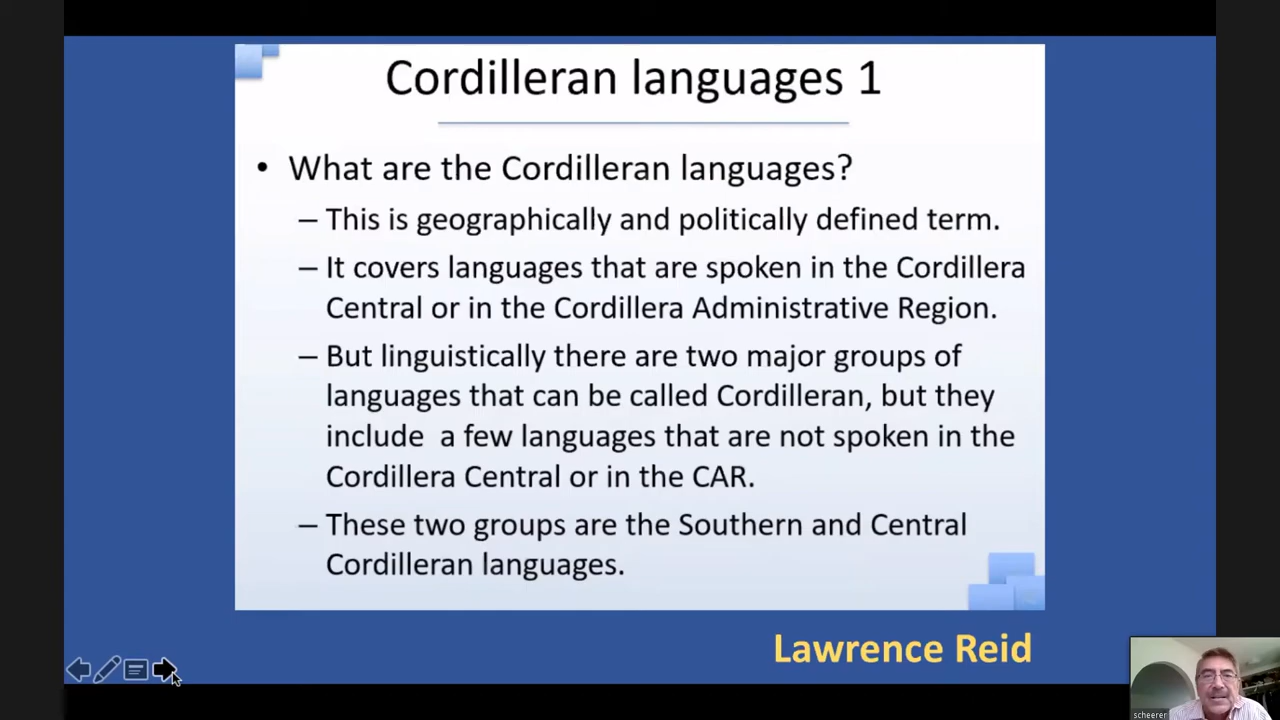 Cordilleran languages 1
• What are the Cordilleran languages?
– This is geographically and politically defined term.
– It covers languages that are spoken in the Cordillera
Central or in the Cordillera Administrative Region.
– But linguistically there are two major groups of
languages that can be called Cordilleran, but they
include a few languages that are not spoken in the
Cordillera Central or in the CAR.
– These two groups are the Southern and Central
Cordilleran languages.
Lawrence Reid
scheerer